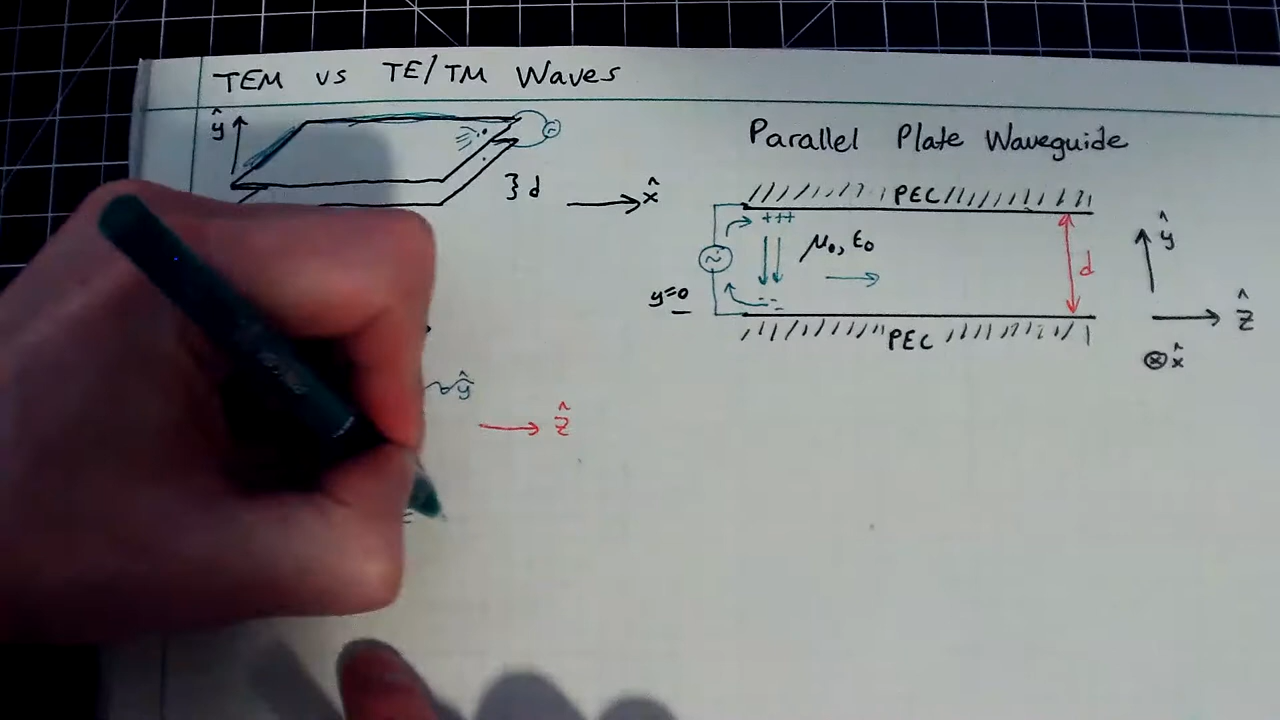 TEM vs TE/TM Waves
ŷ
} d
x̂
ŷ
ẑ
=
Parallel Plate Waveguide
PEC
+++
μ₀, ε₀
~
d
y=0
--
PEC
ŷ
ẑ
⊗ x̂